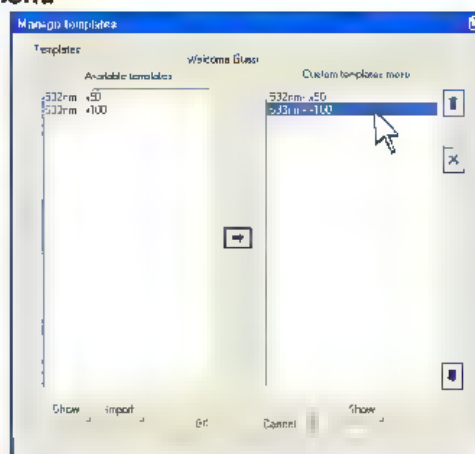 Manage templates
Templates
Welcome Guest
Available templates
Custom templates menu
532nm- x50
532nm- x100
532nm- x50
532nm- x100
Show
Import
OK
Cancel
Show